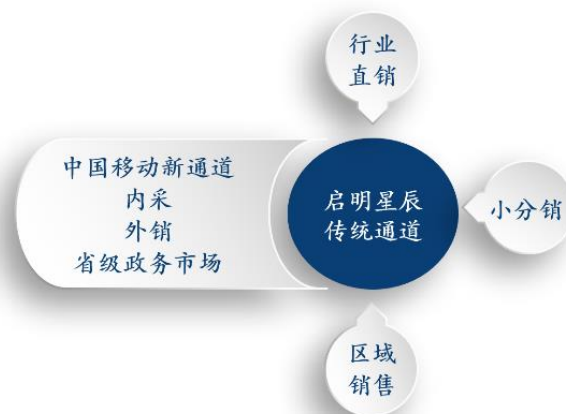 行业
直销
中国移动新通道
内采
外销
省级政务市场
启明星辰
传统通道
小分销
区域
销售